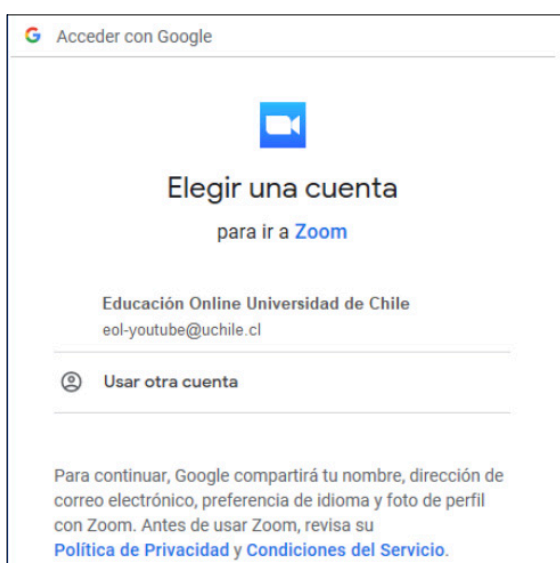 Acceder con Google
Elegir una cuenta
para ir a Zoom
Educación Online Universidad de Chile
eol-youtube@uchile.cl
Usar otra cuenta
Para continuar, Google compartirá tu nombre, dirección de
correo electrónico, preferencia de idioma y foto de perfil
con Zoom. Antes de usar Zoom, revisa su
Política de Privacidad y Condiciones del Servicio.